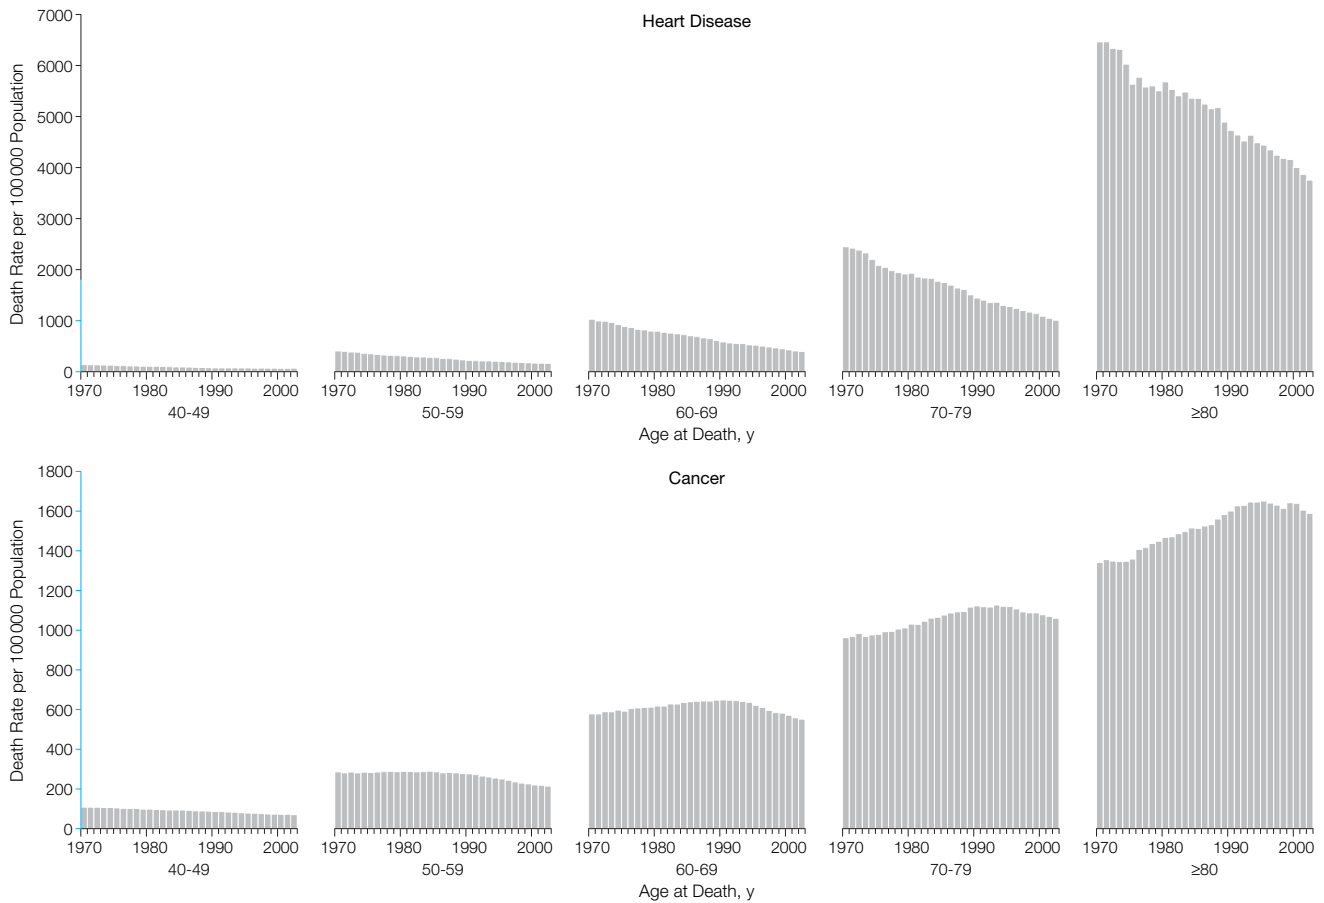 Heart Disease
Death Rate per 100 000 Population
7000
6000
5000
4000
3000
2000
1000
0
1970 1980 1990 2000 1970 1980 1990 2000 1970 1980 1990 2000 1970 1980 1990 2000 1970 1980 1990 2000
40-49 50-59 60-69 70-79 ≥80
Age at Death, y
Cancer
Death Rate per 100 000 Population
1800
1600
1400
1200
1000
800
600
400
200
0
1970 1980 1990 2000 1970 1980 1990 2000 1970 1980 1990 2000 1970 1980 1990 2000 1970 1980 1990 2000
40-49 50-59 60-69 70-79 ≥80
Age at Death, y